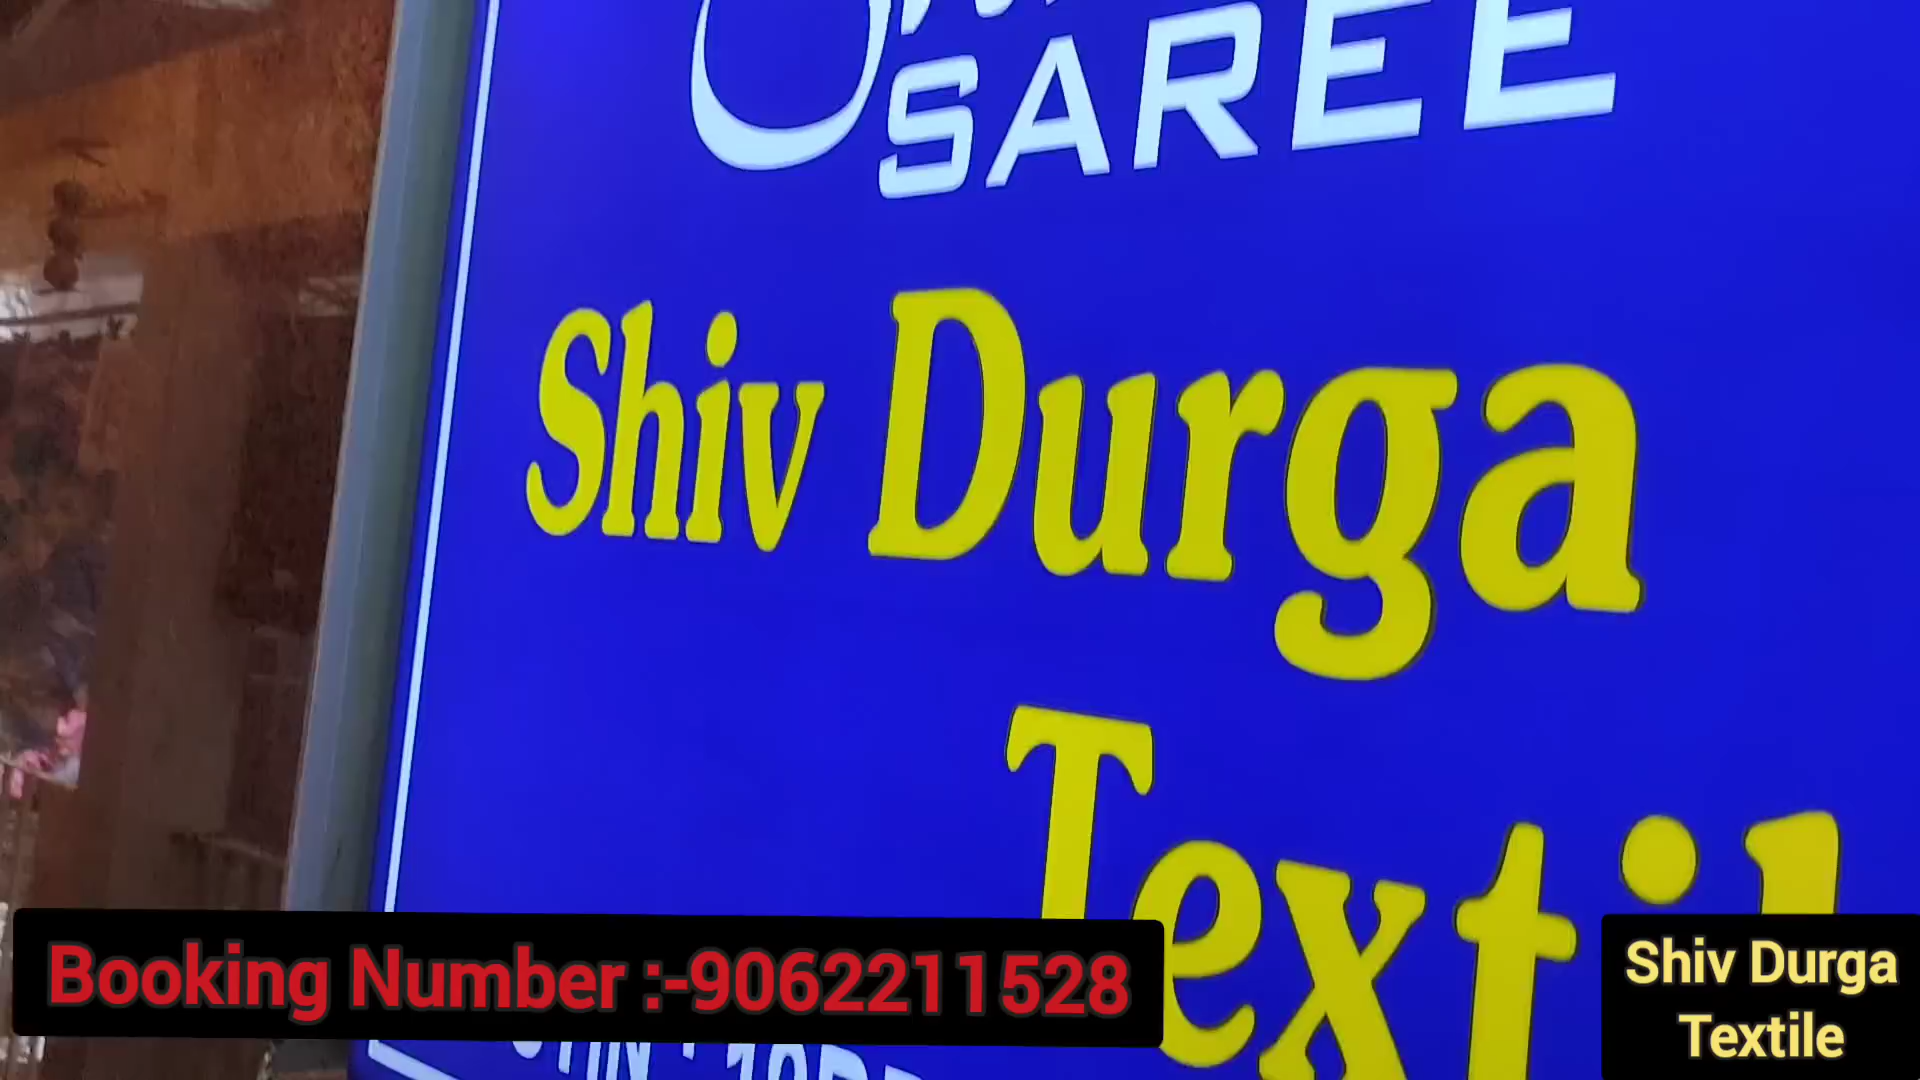 SAREE
Shiv Durga
Textil
Booking Number :-9062211528
Shiv Durga
Textile